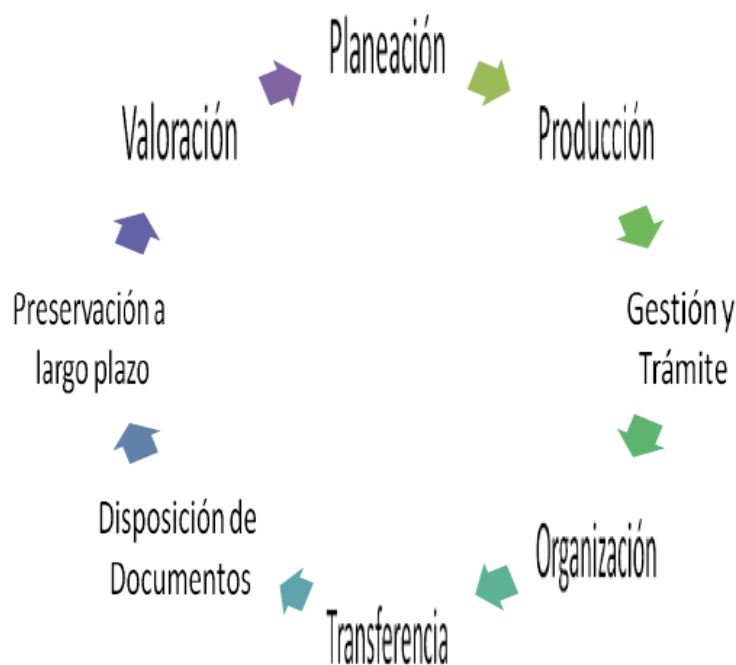 Planeación
Producción
Gestión y
Trámite
Organización
Transferencia
Disposición de
Documentos
Preservación a
largo plazo
Valoración